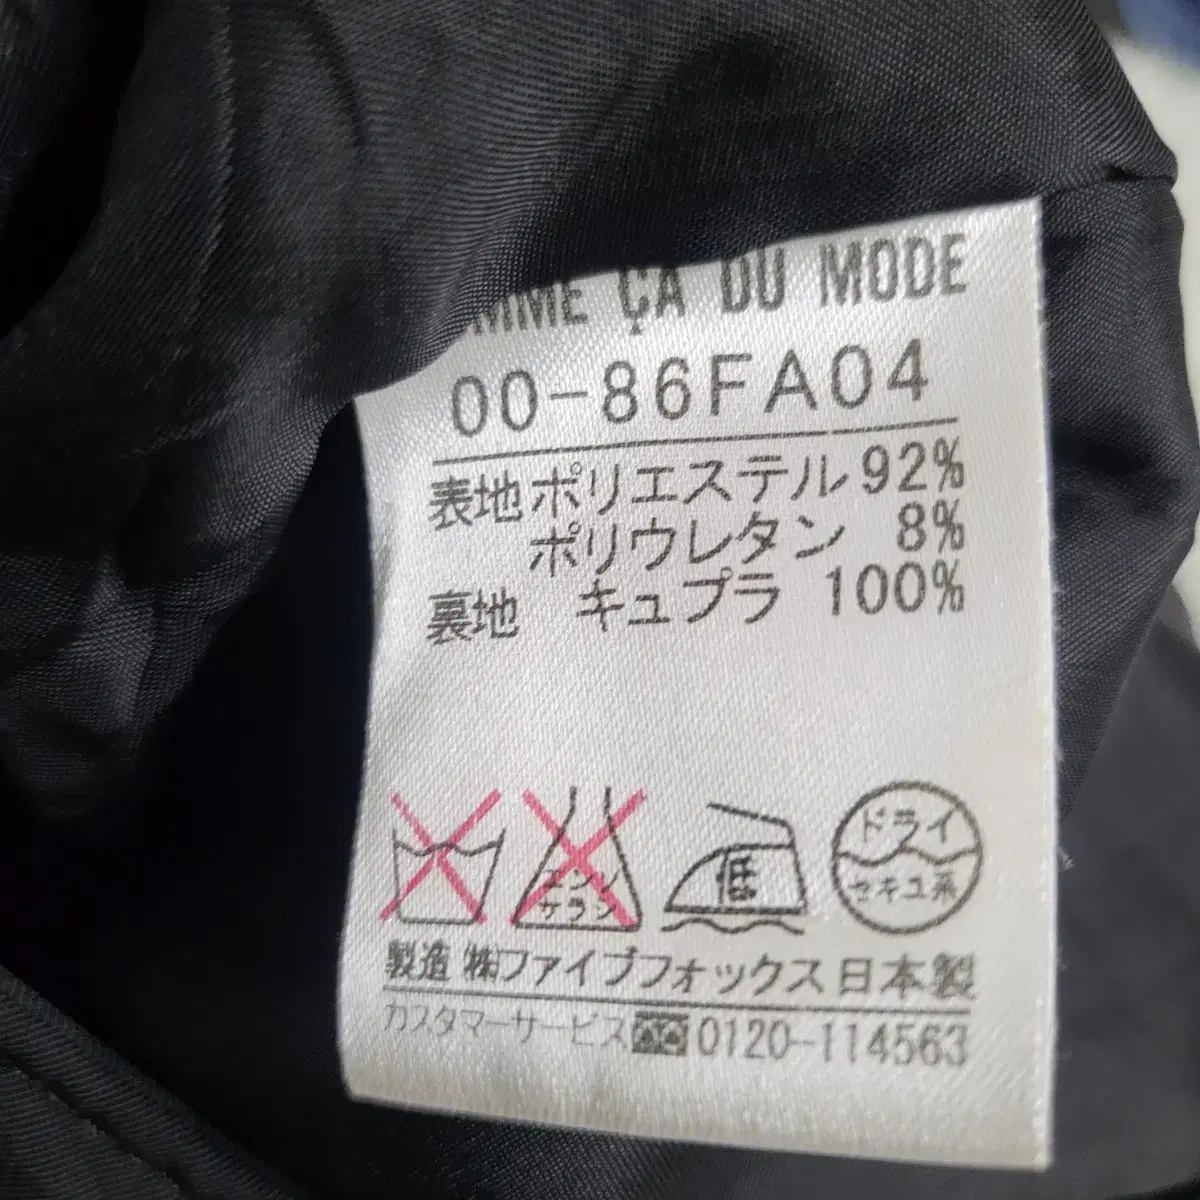 MME ÇA DU MODE
00-86FA04
表地 ポリエステル 92%
ポリウレタン 8%
裏地 キュプラ 100%
エンソ
サラシ
低
ドライ
セキユ系
製造 ㈱ファイブフォックス 日本製
カスタマーサービス 0120-114563